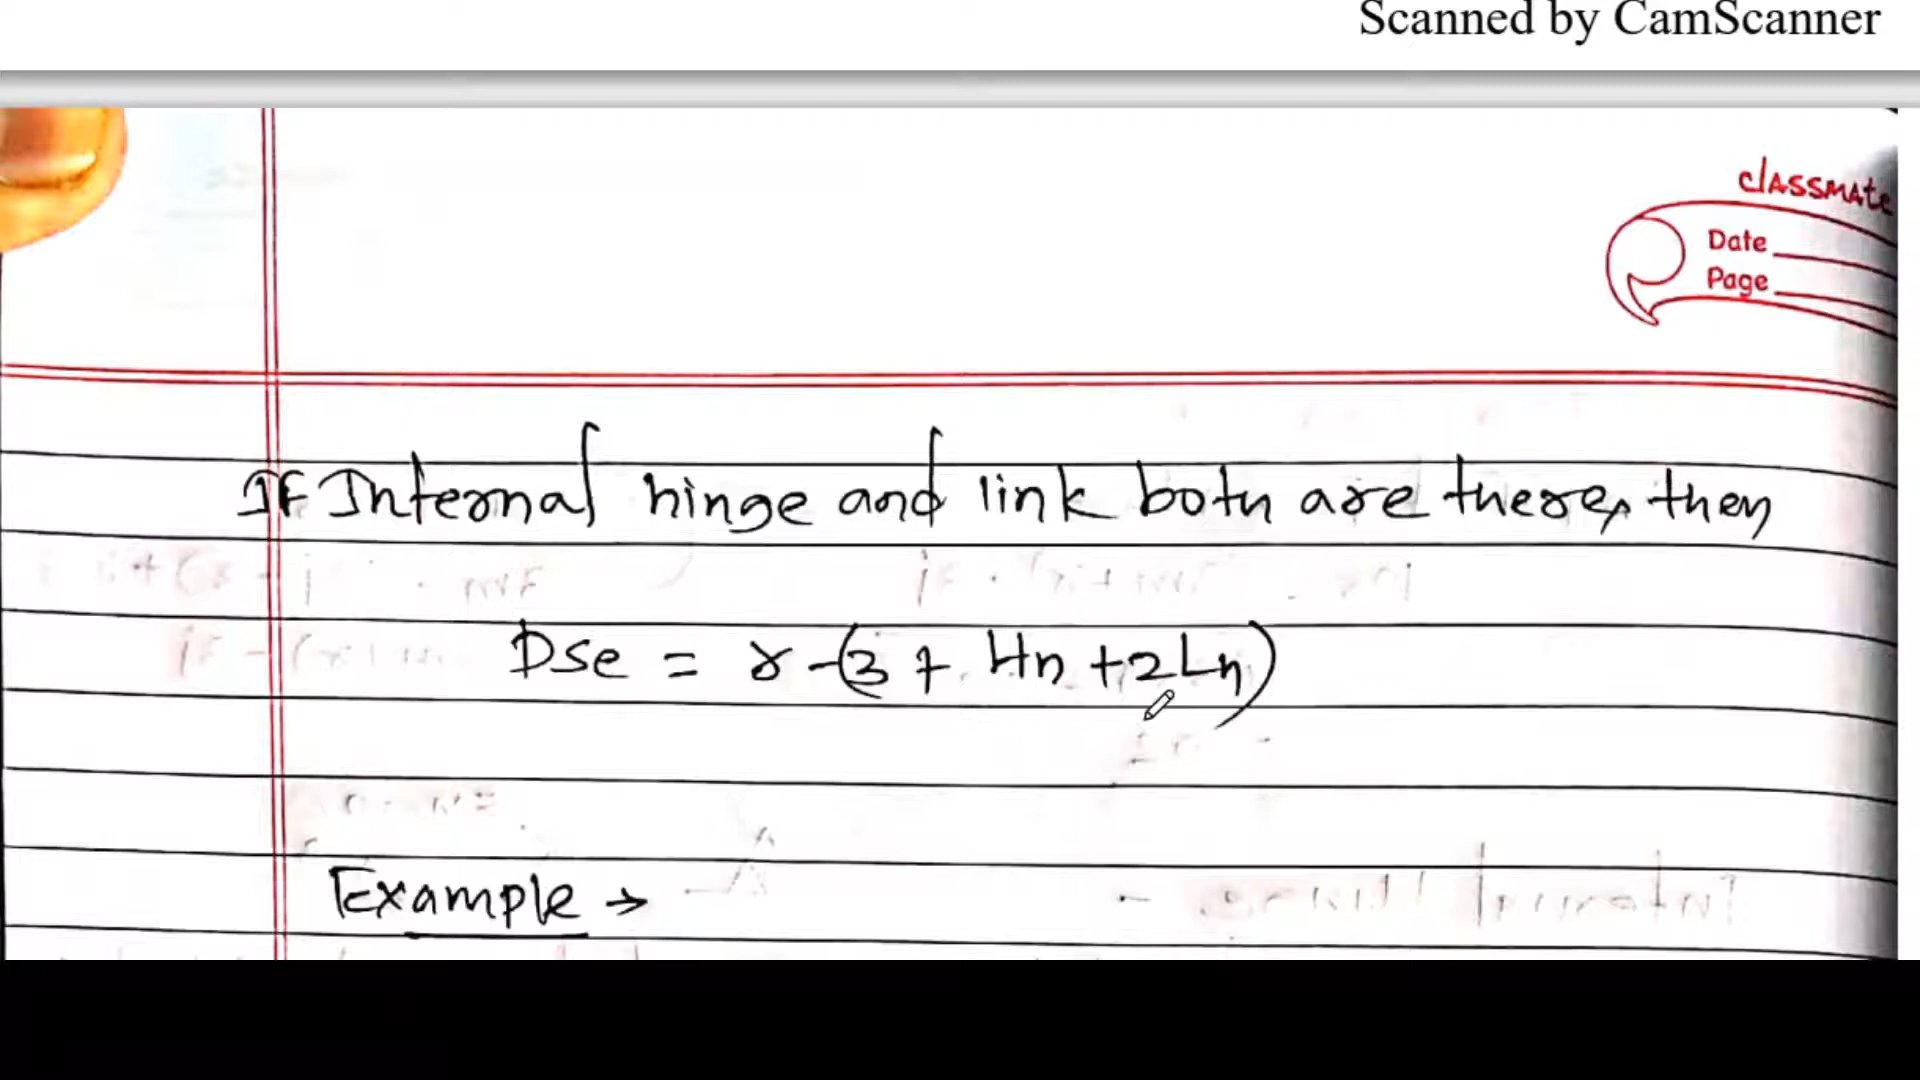 Scanned by CamScanner
classmate
Date
Page
If Internal hinge and link both are there, then
Dse = r-(3 + Hn +2Ln)
Example →